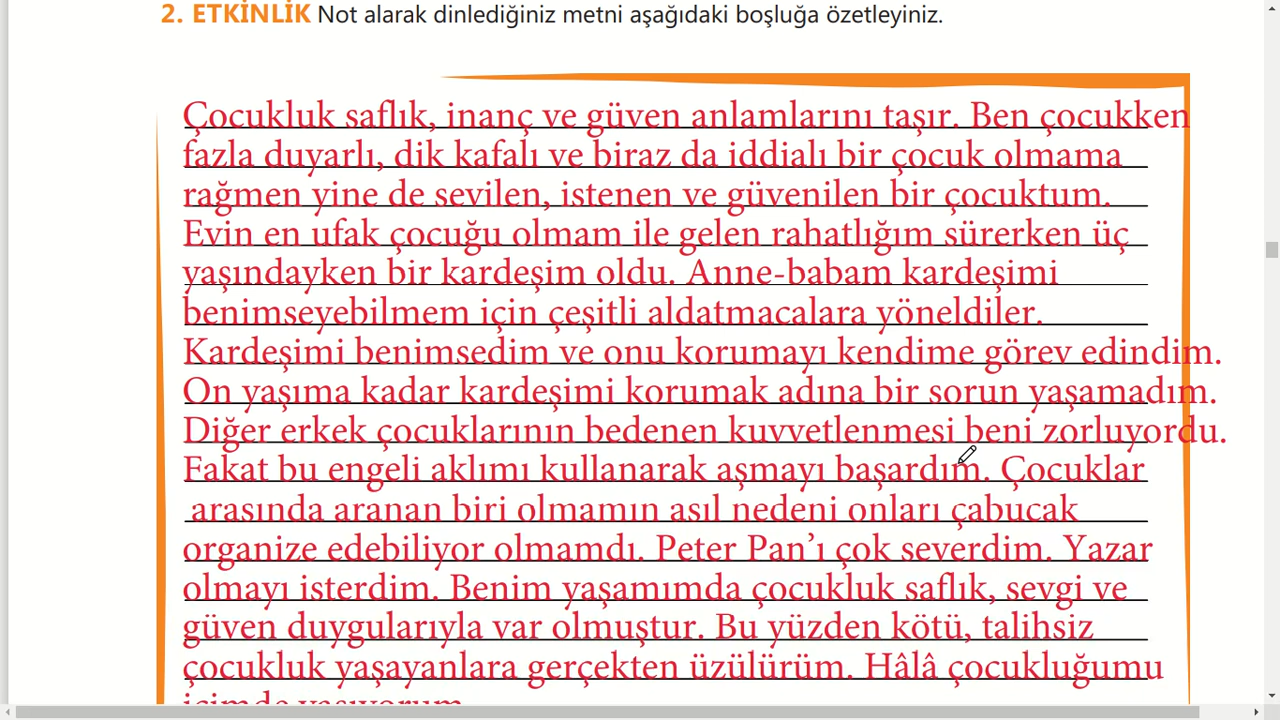 2. ETKİNLİK Not alarak dinlediğiniz metni aşağıdaki boşluğa özetleyiniz.
Çocukluk saflık, inanç ve güven anlamlarını taşır. Ben çocukken
fazla duyarlı, dik kafalı ve biraz da iddialı bir çocuk olmama
rağmen yine de sevilen, istenen ve güvenilen bir çocuktum.
Evin en ufak çocuğu olmam ile gelen rahatlığım sürerken üç
yaşındayken bir kardeşim oldu. Anne-babam kardeşimi
benimseyebilmem için çeşitli aldatmacalara yöneldiler.
Kardeşimi benimsedim ve onu korumayı kendime görev edindim.
On yaşıma kadar kardeşimi korumak adına bir sorun yaşamadım.
Diğer erkek çocuklarının bedenen kuvvetlenmesi beni zorluyordu.
Fakat bu engeli aklımı kullanarak aşmayı başardım. Çocuklar
arasında aranan biri olmamın asıl nedeni onları çabucak
organize edebiliyor olmamdı. Peter Pan’ı çok severdim. Yazar
olmayı isterdim. Benim yaşamımda çocukluk saflık, sevgi ve
güven duygularıyla var olmuştur. Bu yüzden kötü, talihsiz
çocukluk yaşayanlara gerçekten üzülürüm. Hâlâ çocukluğumu
içimde yaşıyorum.